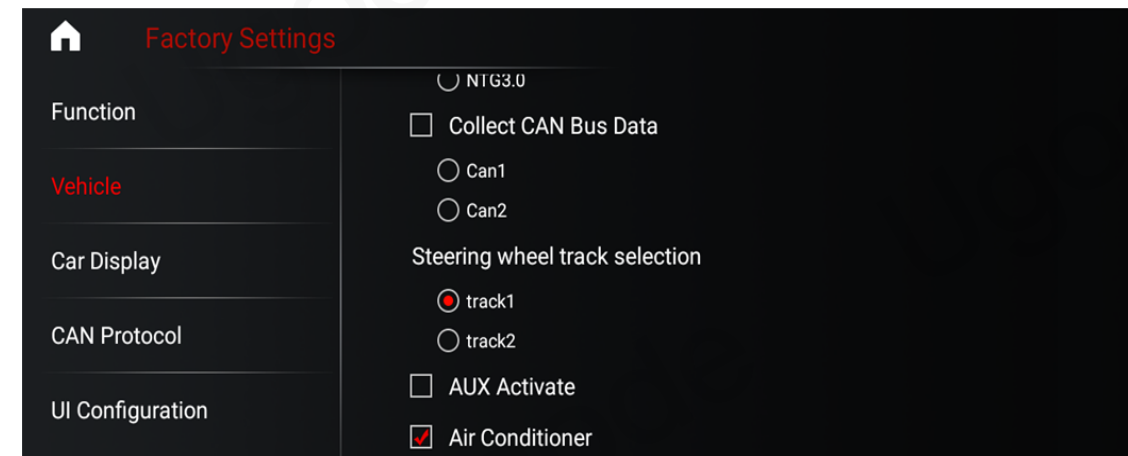 Factory Settings
Function
Vehicle
Car Display
CAN Protocol
UI Configuration
NTG3.0
Collect CAN Bus Data
Can1
Can2
Steering wheel track selection
track1
track2
AUX Activate
Air Conditioner